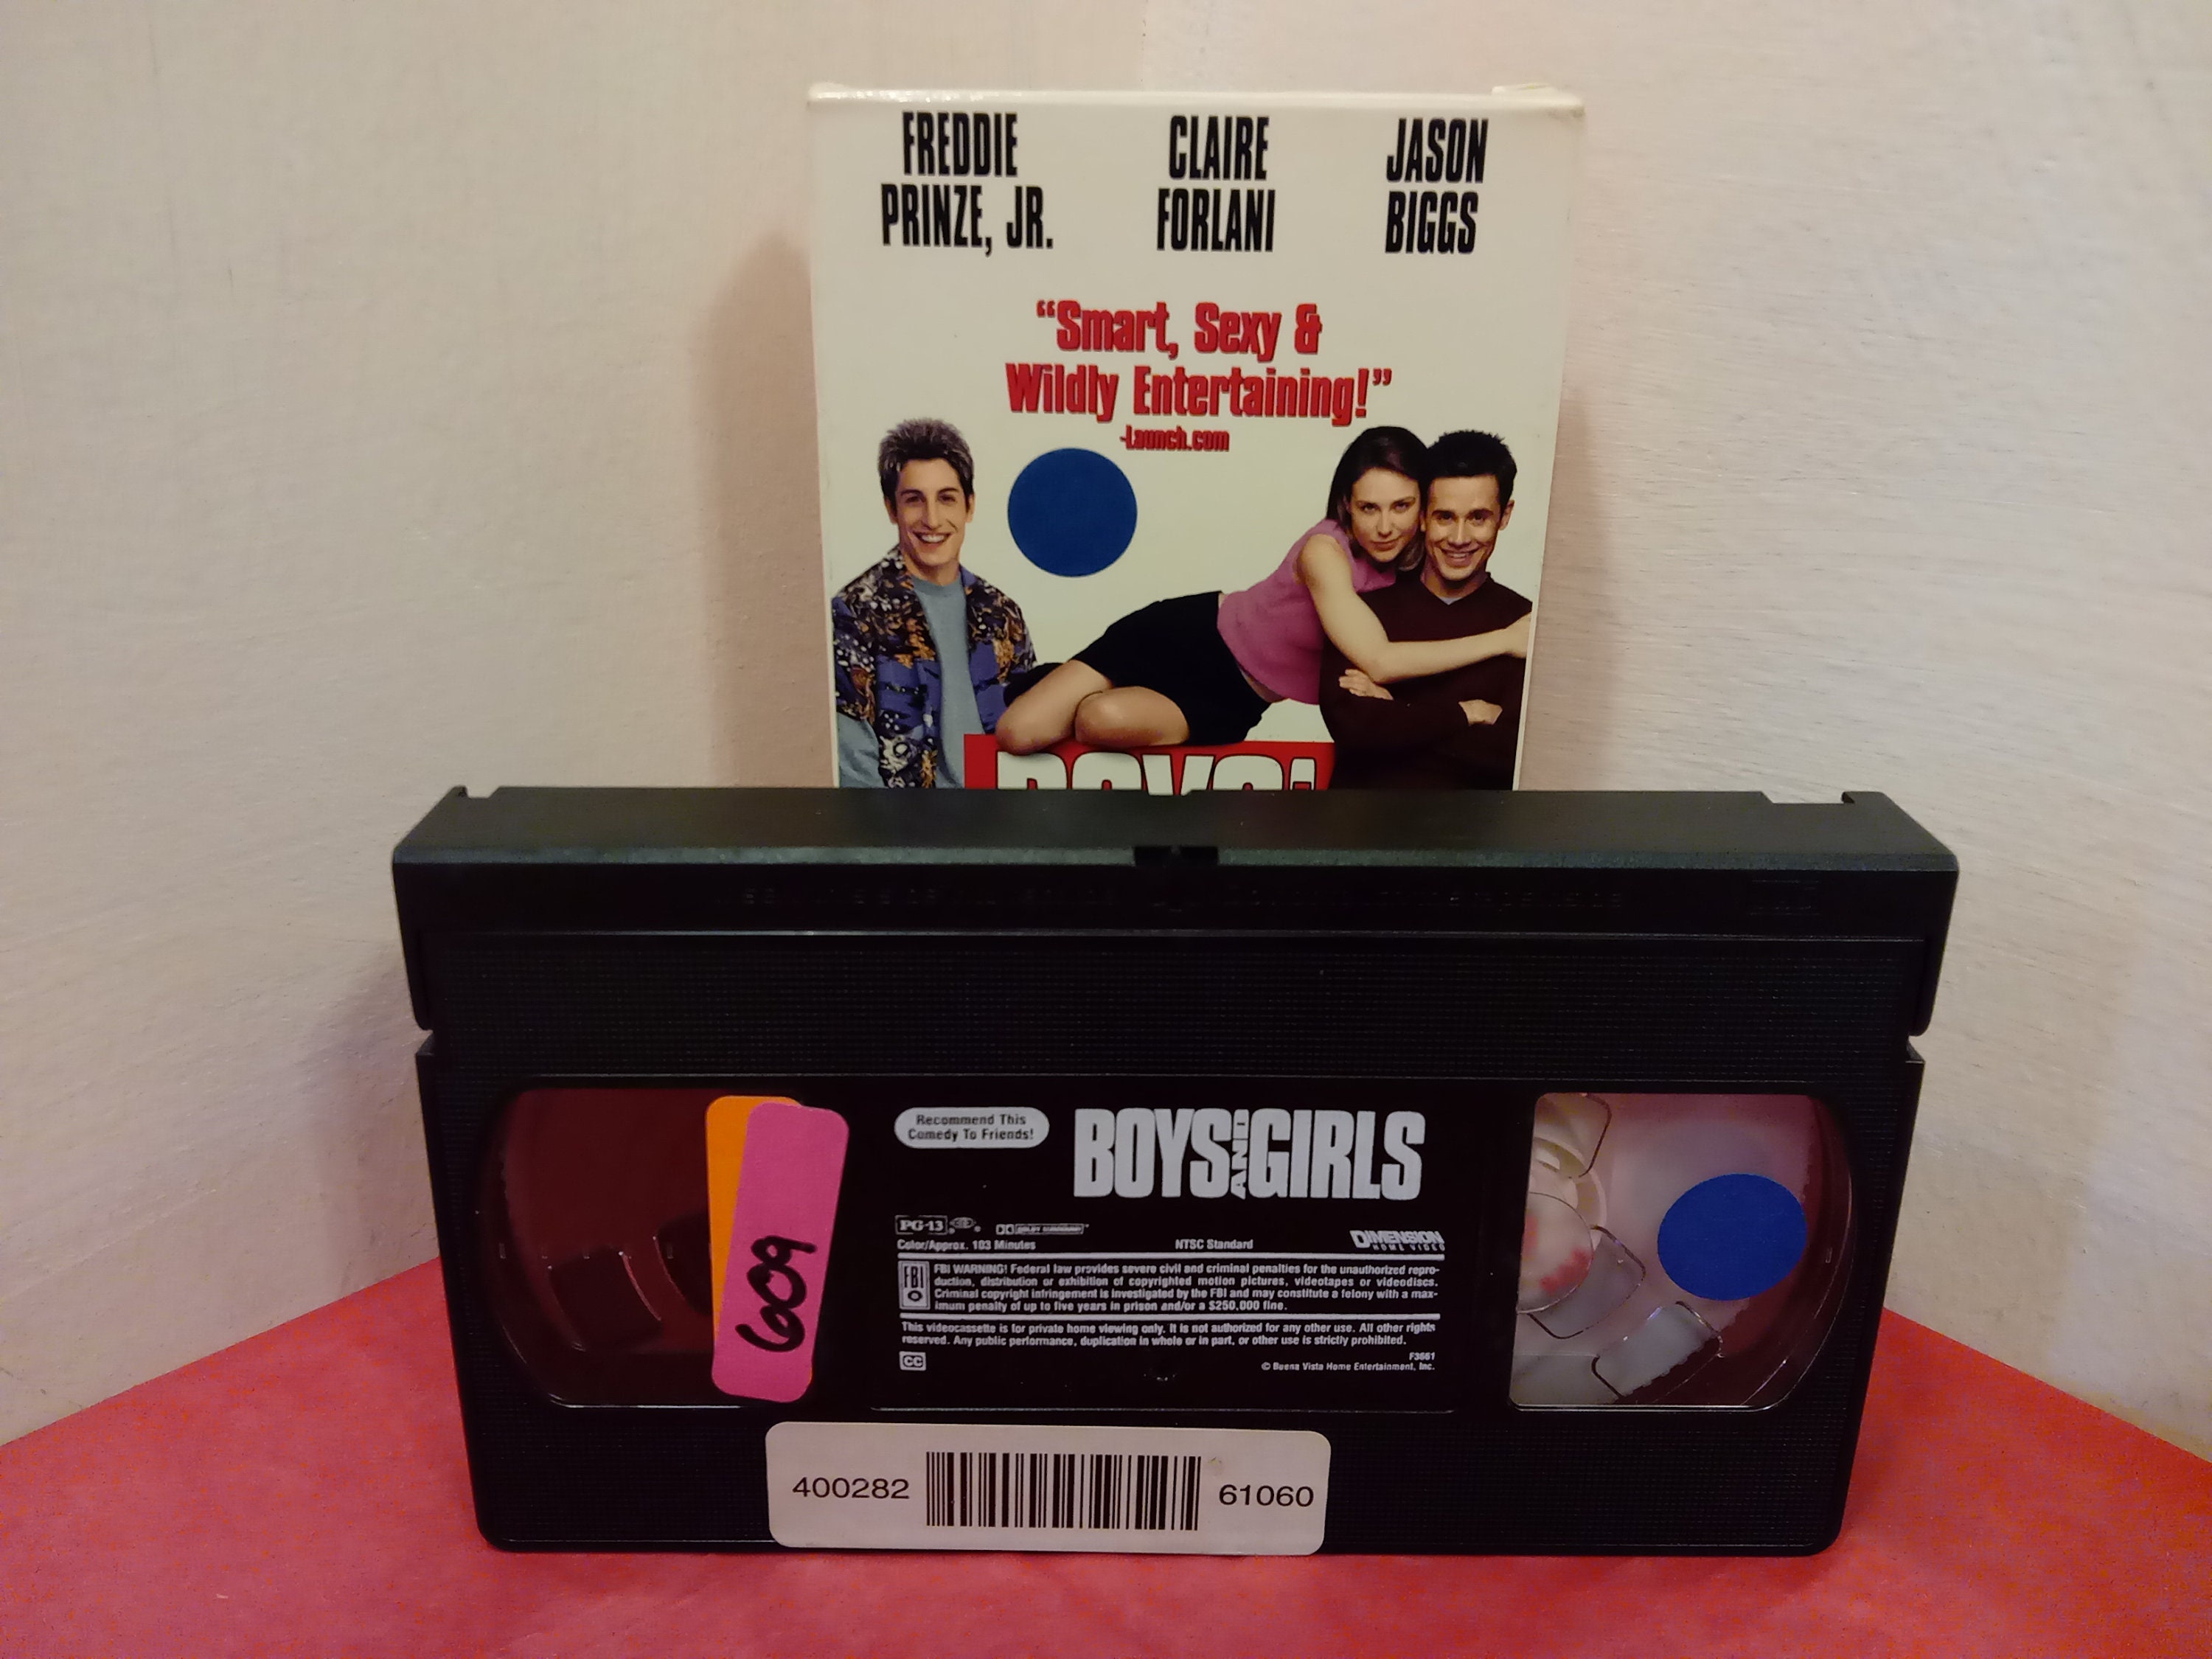 FREDDIE
PRINZE, JR.
CLAIRE
FORLANI
JASON
BIGGS
"Smart, Sexy &
Wildly Entertaining!"
-Launch.com
Recommend This
Comedy To Friends!
BOYS AND GIRLS
PG-13
Color/Approx. 103 Minutes
NTSC Standard
DIMENSION
HOME VIDEO
FBI
FBI WARNING! Federal law provides severe civil and criminal penalties for the unauthorized repro-
duction, distribution or exhibition of copyrighted motion pictures, videotapes or videodiscs.
Criminal copyright infringement is investigated by the FBI and may constitute a felony with a max-
imum penalty of up to five years in prison and/or a $250,000 fine.
This videocassette is for private home viewing only. It is not authorized for any other use. All other rights
reserved. Any public performance, duplication in whole or in part, or other use is strictly prohibited.
CC
F3661
© Buena Vista Home Entertainment, Inc.
609
400282
61060